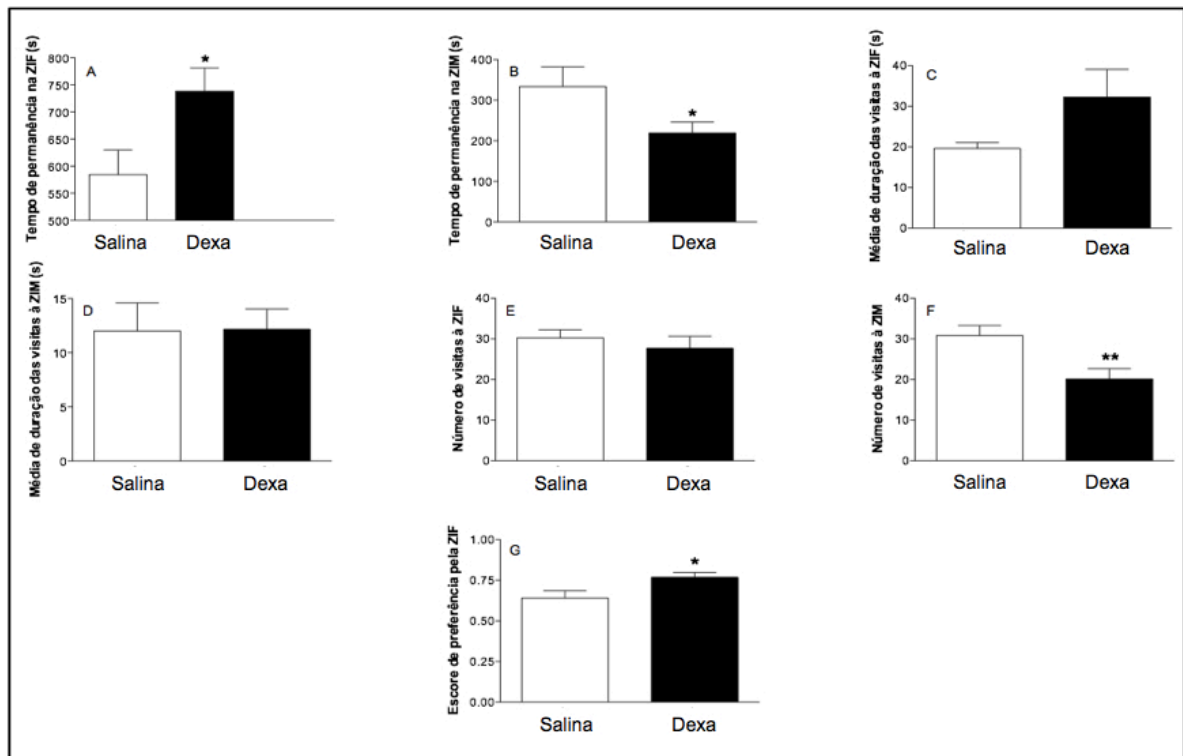 Tempo de permanência na ZIF (s)
A
800
750
700
650
600
550
500
*
Salina Dexa
Tempo de permanência na ZIM (s)
B
400
300
200
100
0
*
Salina Dexa
Média de duração das visitas à ZIF (s)
C
40
30
20
10
0
Salina Dexa
Média de duração das visitas à ZIM (s)
D
15
10
5
0
Salina Dexa
Número de visitas à ZIF
E
40
30
20
10
0
Salina Dexa
Número de visitas à ZIM
F
40
30
20
10
0
**
Salina Dexa
Escore de preferência pela ZIF
G
1.00
0.75
0.50
0.25
0.00
*
Salina Dexa